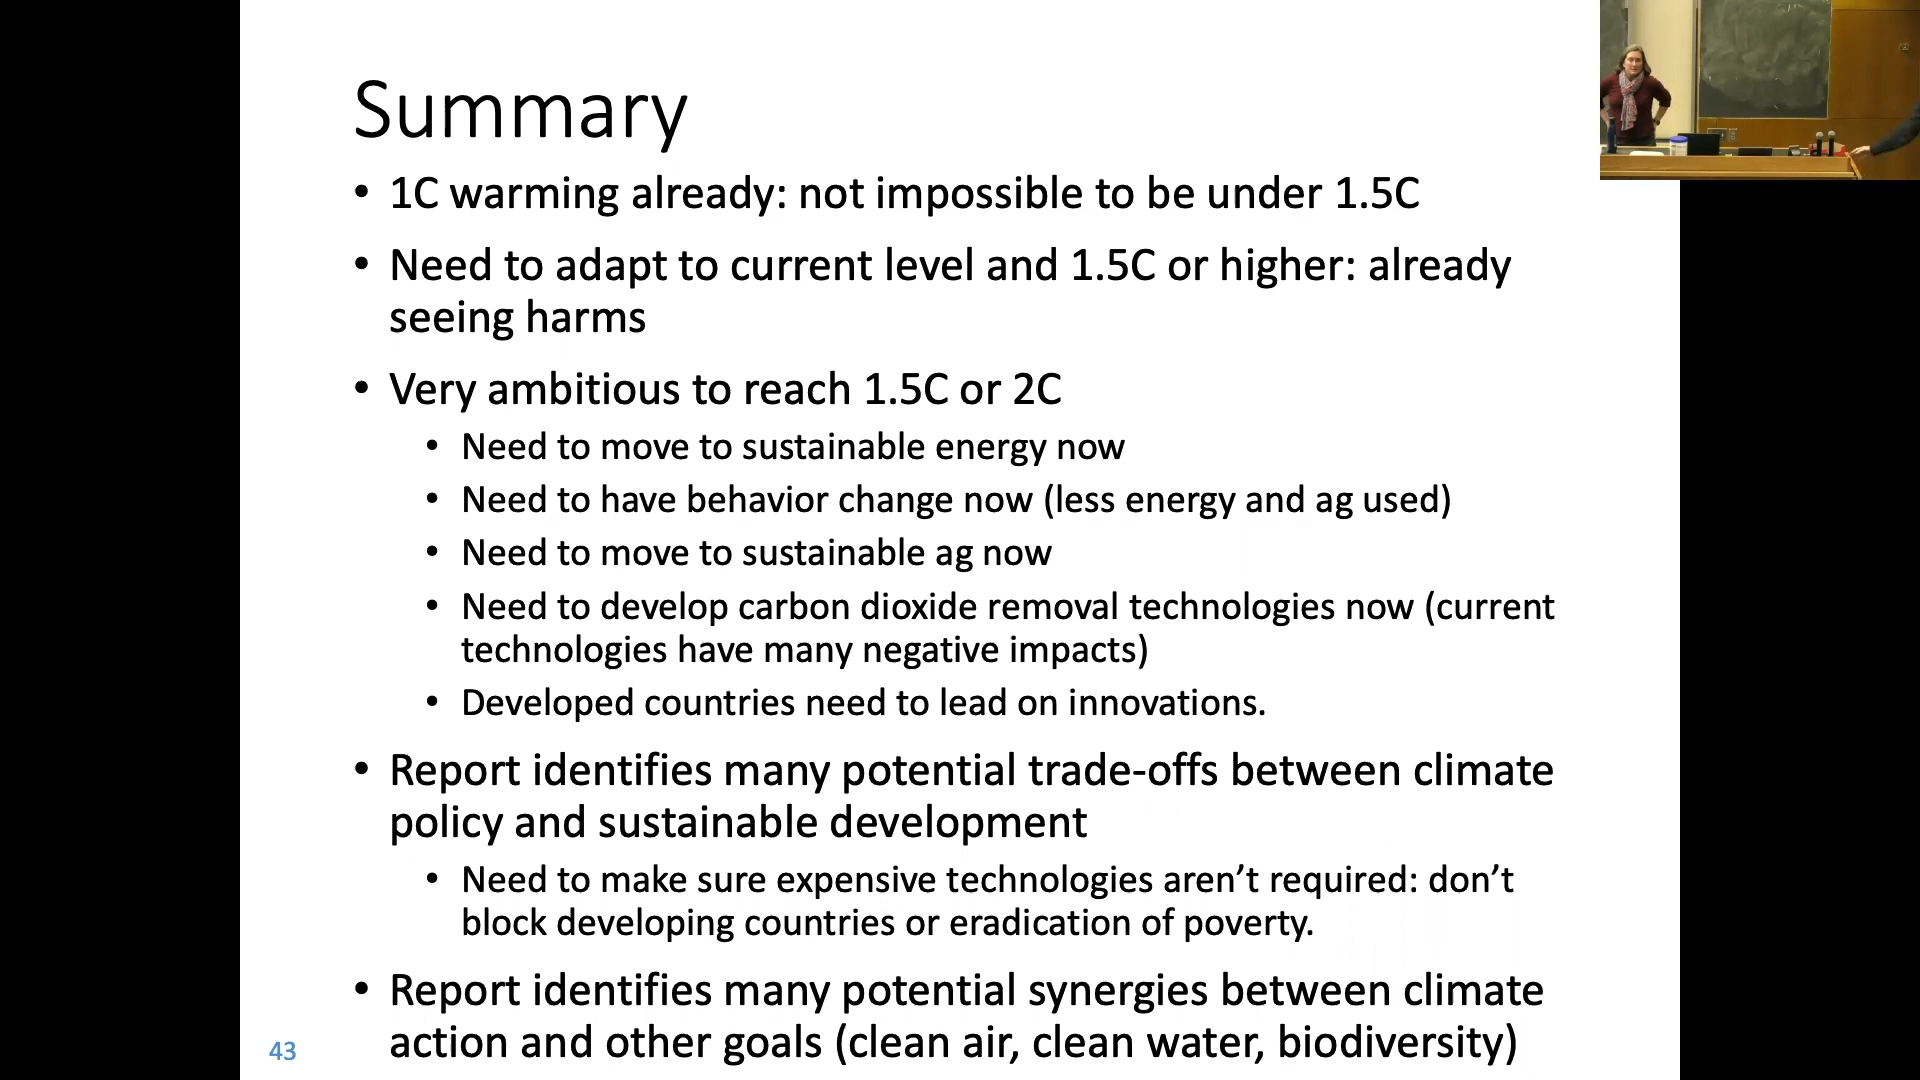 Summary
• 1C warming already: not impossible to be under 1.5C
• Need to adapt to current level and 1.5C or higher: already
seeing harms
• Very ambitious to reach 1.5C or 2C
• Need to move to sustainable energy now
• Need to have behavior change now (less energy and ag used)
• Need to move to sustainable ag now
• Need to develop carbon dioxide removal technologies now (current
technologies have many negative impacts)
• Developed countries need to lead on innovations.
• Report identifies many potential trade-offs between climate
policy and sustainable development
• Need to make sure expensive technologies aren’t required: don’t
block developing countries or eradication of poverty.
• Report identifies many potential synergies between climate
action and other goals (clean air, clean water, biodiversity)
43